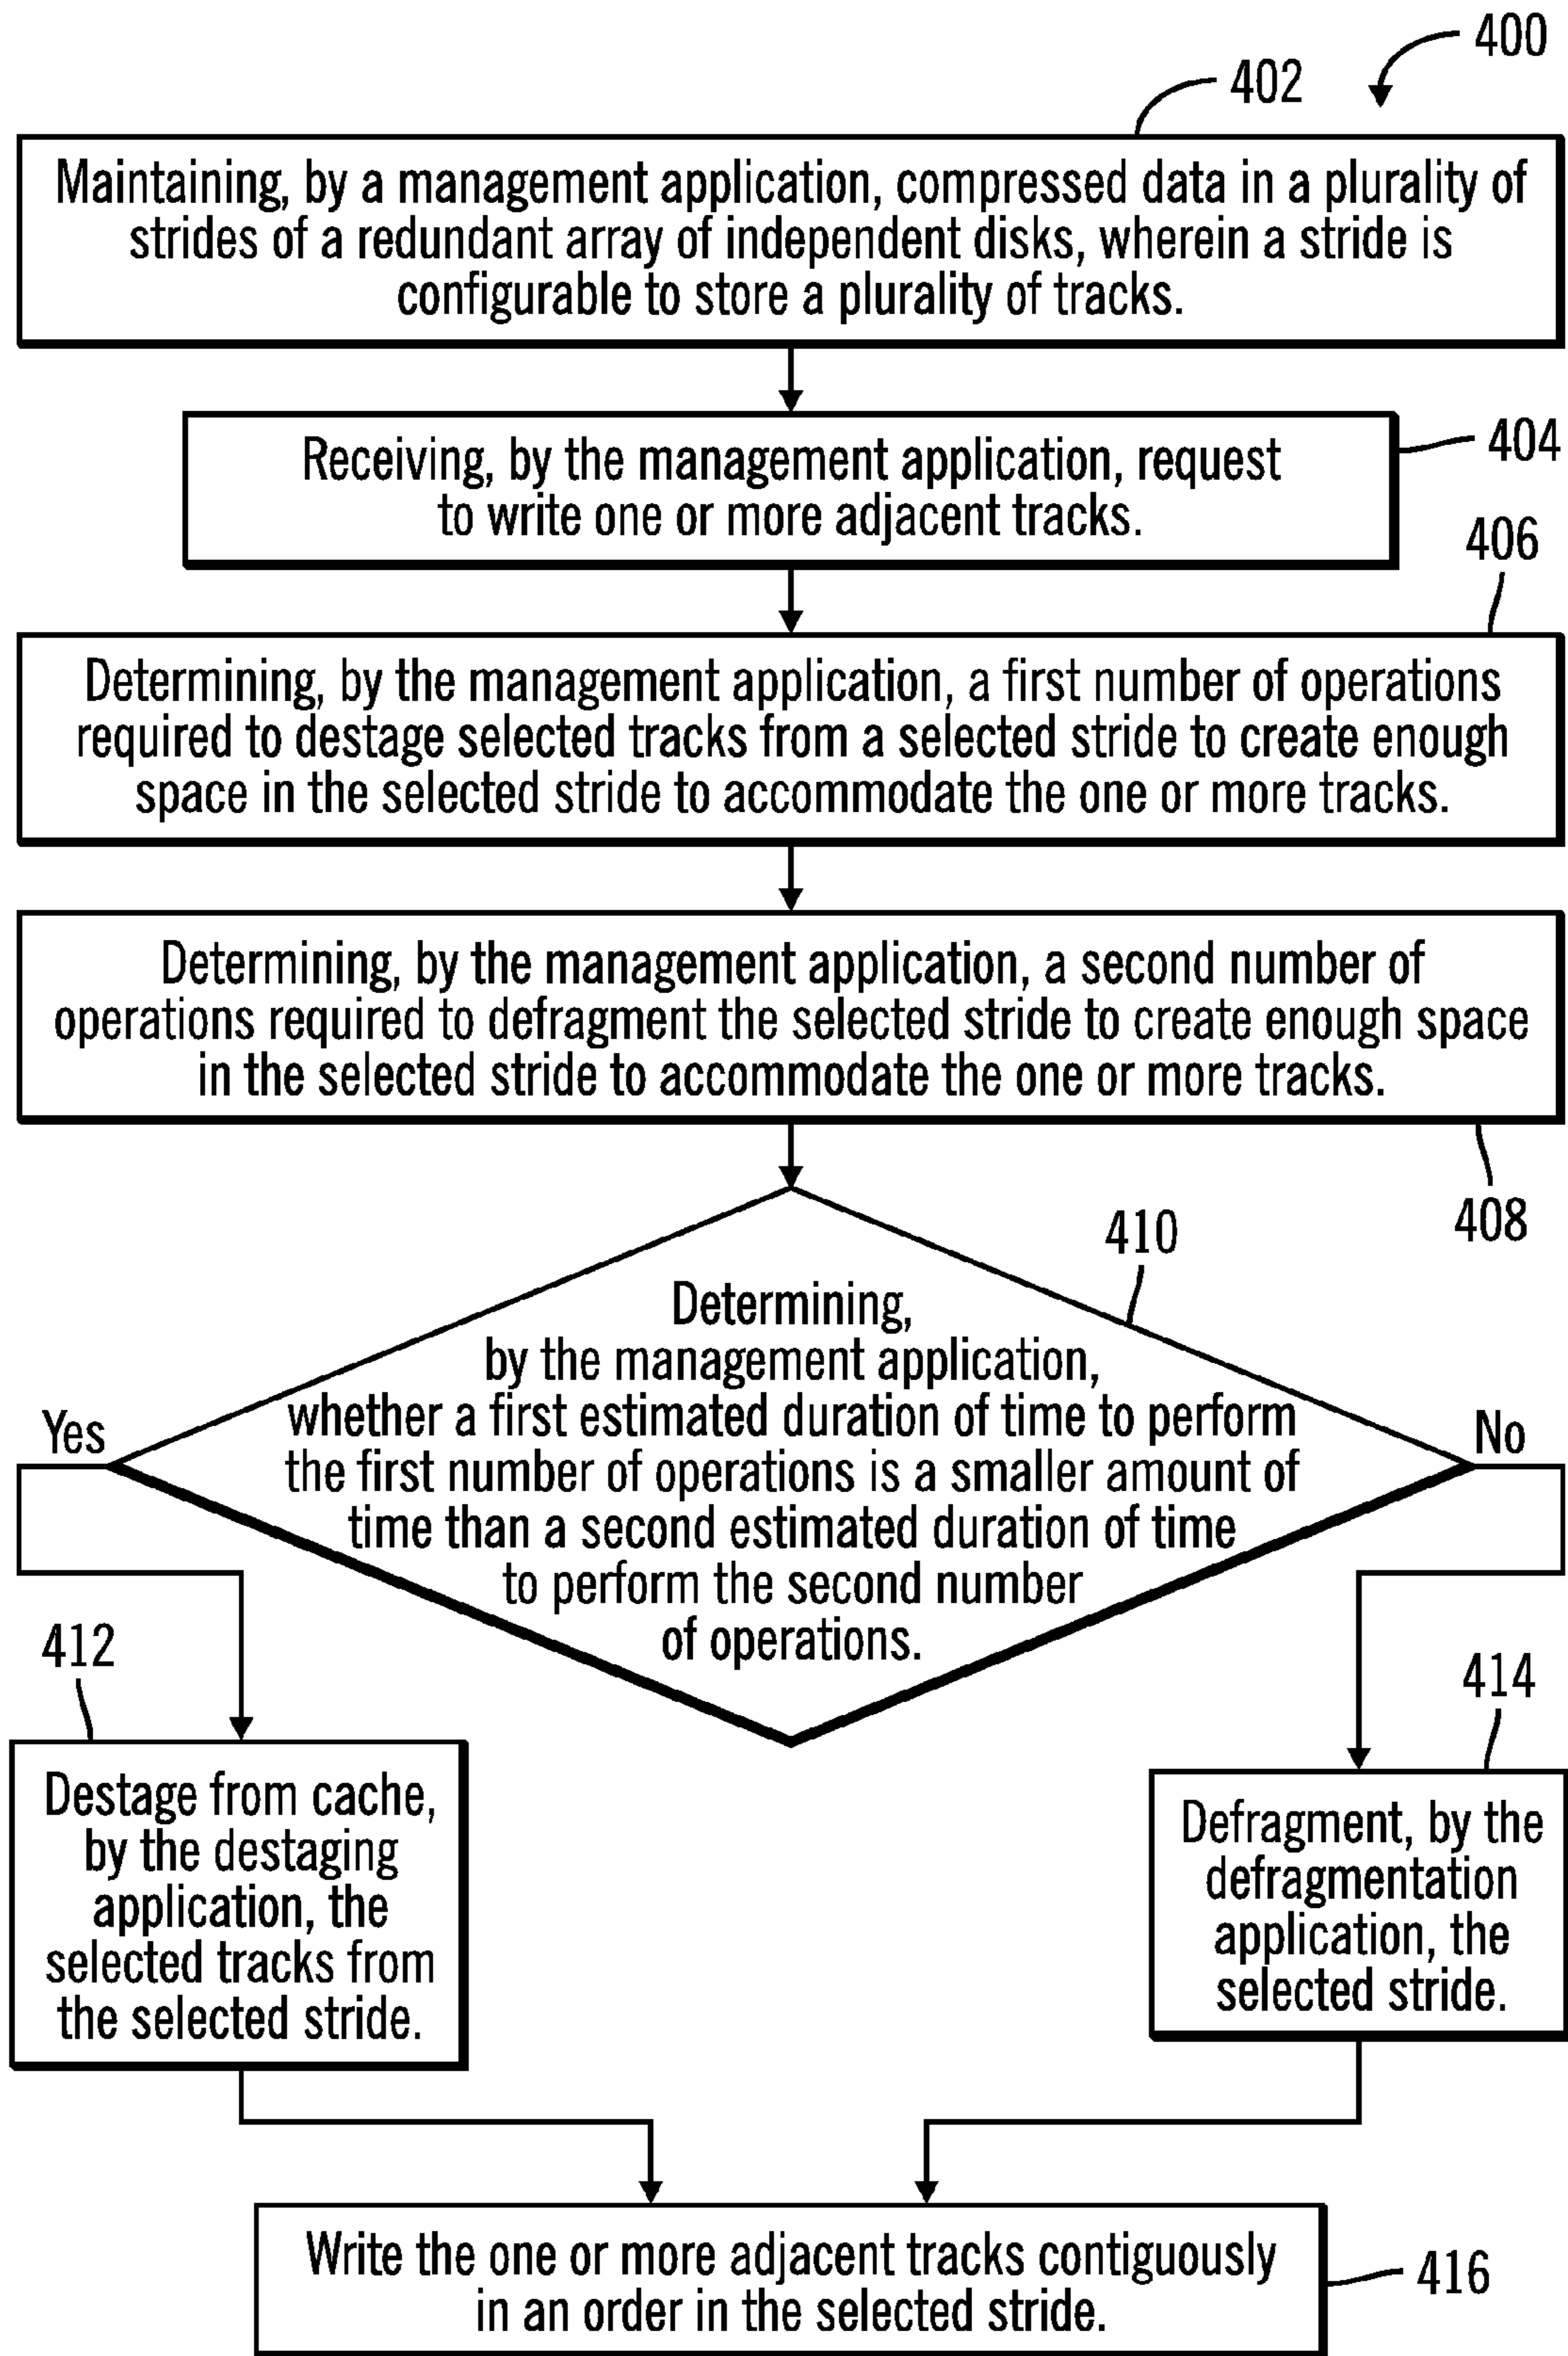 400
402
Maintaining, by a management application, compressed data in a plurality of
strides of a redundant array of independent disks, wherein a stride is
configurable to store a plurality of tracks.
Receiving, by the management application, request
to write one or more adjacent tracks.
404
406
Determining, by the management application, a first number of operations
required to destage selected tracks from a selected stride to create enough
space in the selected stride to accommodate the one or more tracks.
Determining, by the management application, a second number of
operations required to defragment the selected stride to create enough space
in the selected stride to accommodate the one or more tracks.
408
410
Determining,
by the management application,
whether a first estimated duration of time to perform
the first number of operations is a smaller amount of
time than a second estimated duration of time
to perform the second number
of operations.
Yes
No
412
Destage from cache,
by the destaging
application, the
selected tracks from
the selected stride.
414
Defragment, by the
defragmentation
application, the
selected stride.
Write the one or more adjacent tracks contiguously
in an order in the selected stride.
416